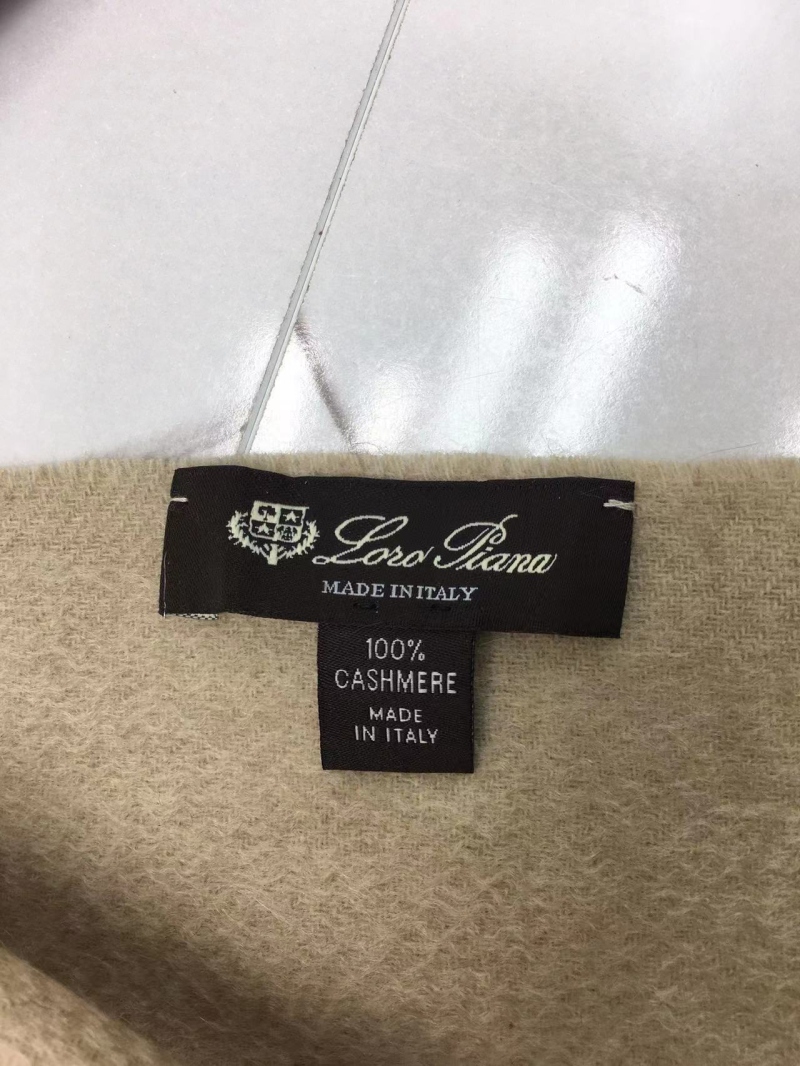 Loro Piana
MADE IN ITALY
100%
CASHMERE
MADE
IN ITALY